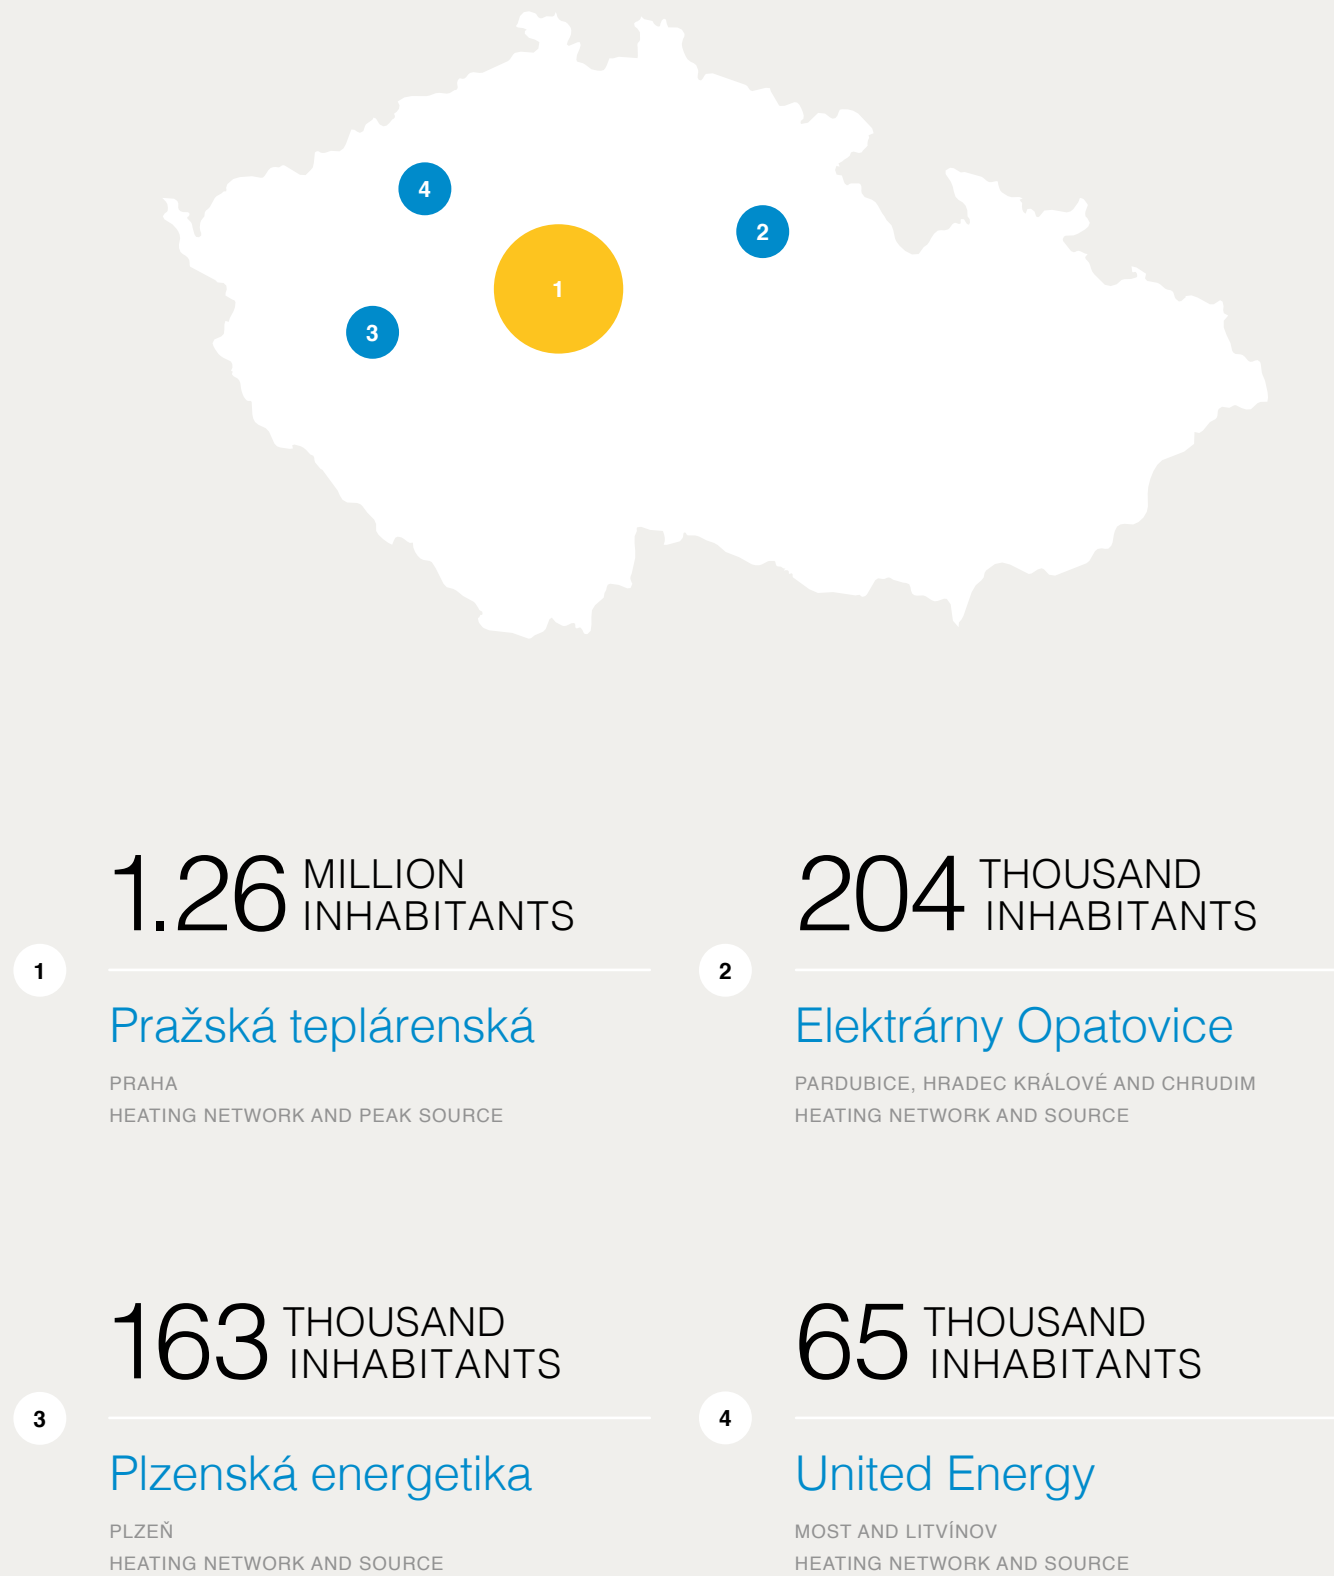 4
2
1
3
1.26 MILLION
INHABITANTS
1
Pražská teplárenská
PRAHA
HEATING NETWORK AND PEAK SOURCE
204 THOUSAND
INHABITANTS
2
Elektrárny Opatovice
PARDUBICE, HRADEC KRÁLOVÉ AND CHRUDIM
HEATING NETWORK AND SOURCE
163 THOUSAND
INHABITANTS
3
Plzenská energetika
PLZEŇ
HEATING NETWORK AND SOURCE
65 THOUSAND
INHABITANTS
4
United Energy
MOST AND LITVÍNOV
HEATING NETWORK AND SOURCE